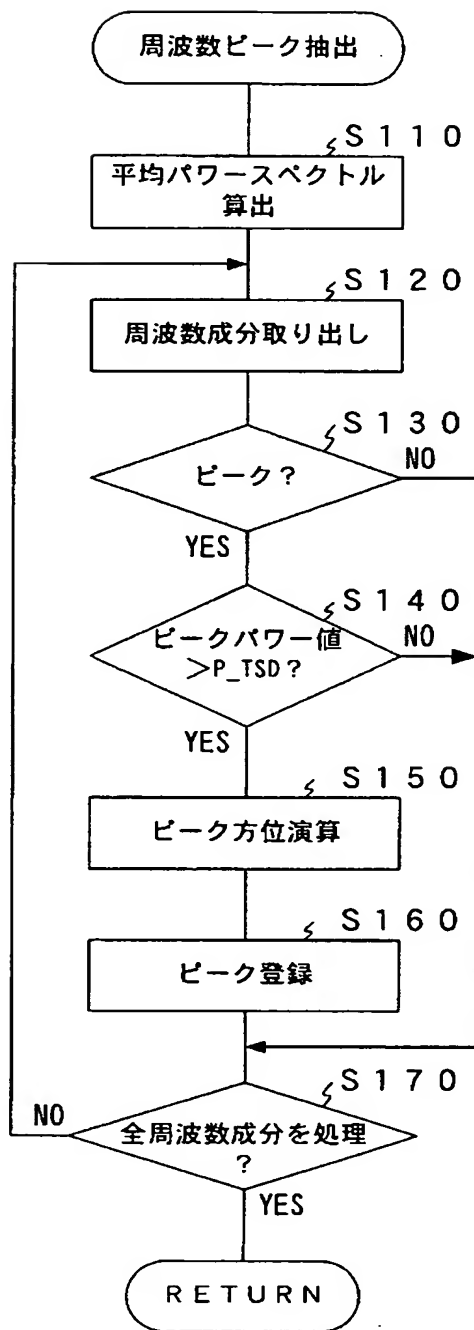 周波数ピーク抽出
S110
平均パワースペクトル
算出
S120
周波数成分取り出し
S130
ピーク?
NO
YES
S140
ピークパワー値
>P_TSD?
NO
YES
S150
ピーク方位演算
S160
ピーク登録
S170
NO
全周波数成分を処理
?
YES
RETURN